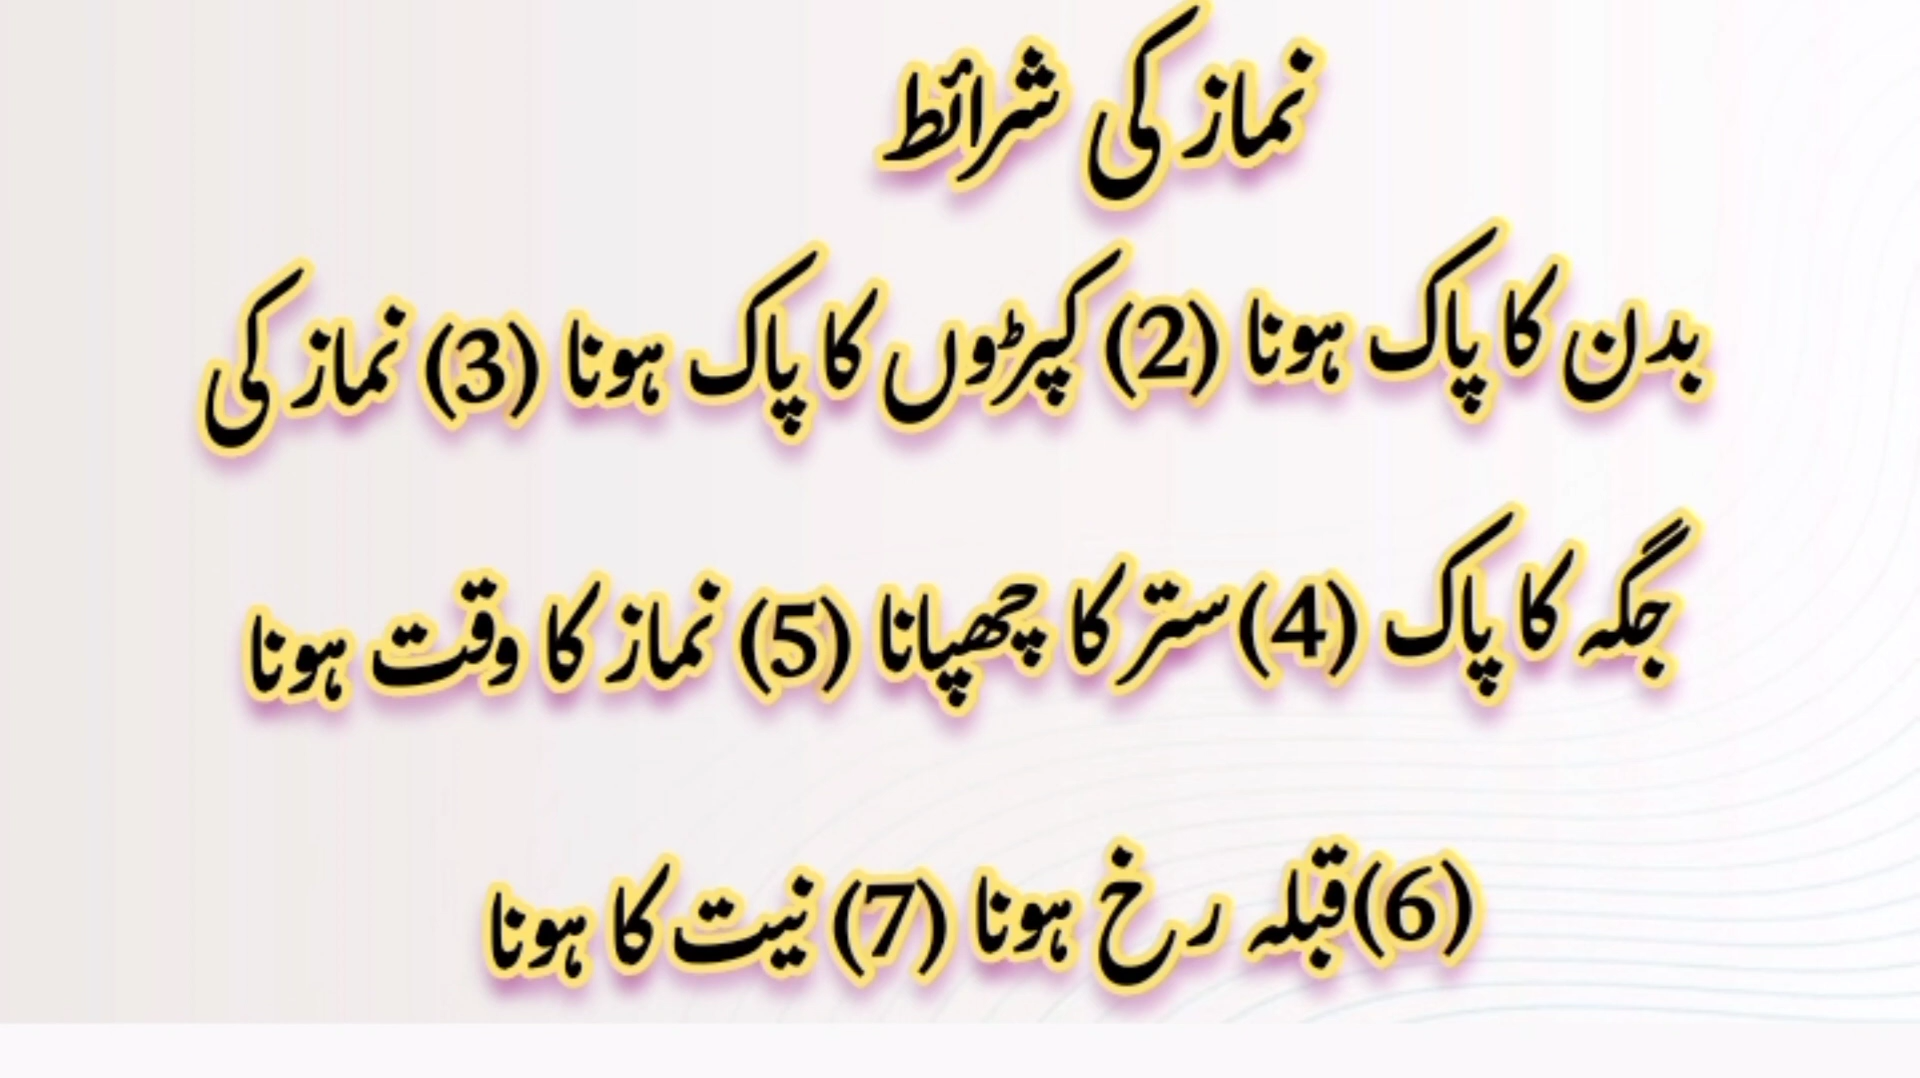 نماز کی شرائط
بدن کا پاک ہونا (2) کپڑوں کا پاک ہونا (3) نماز کی
جگہ کا پاک (4)ستر کا چھپانا (5) نماز کا وقت ہونا
(6)قبلہ رخ ہونا (7) نیت کا ہونا